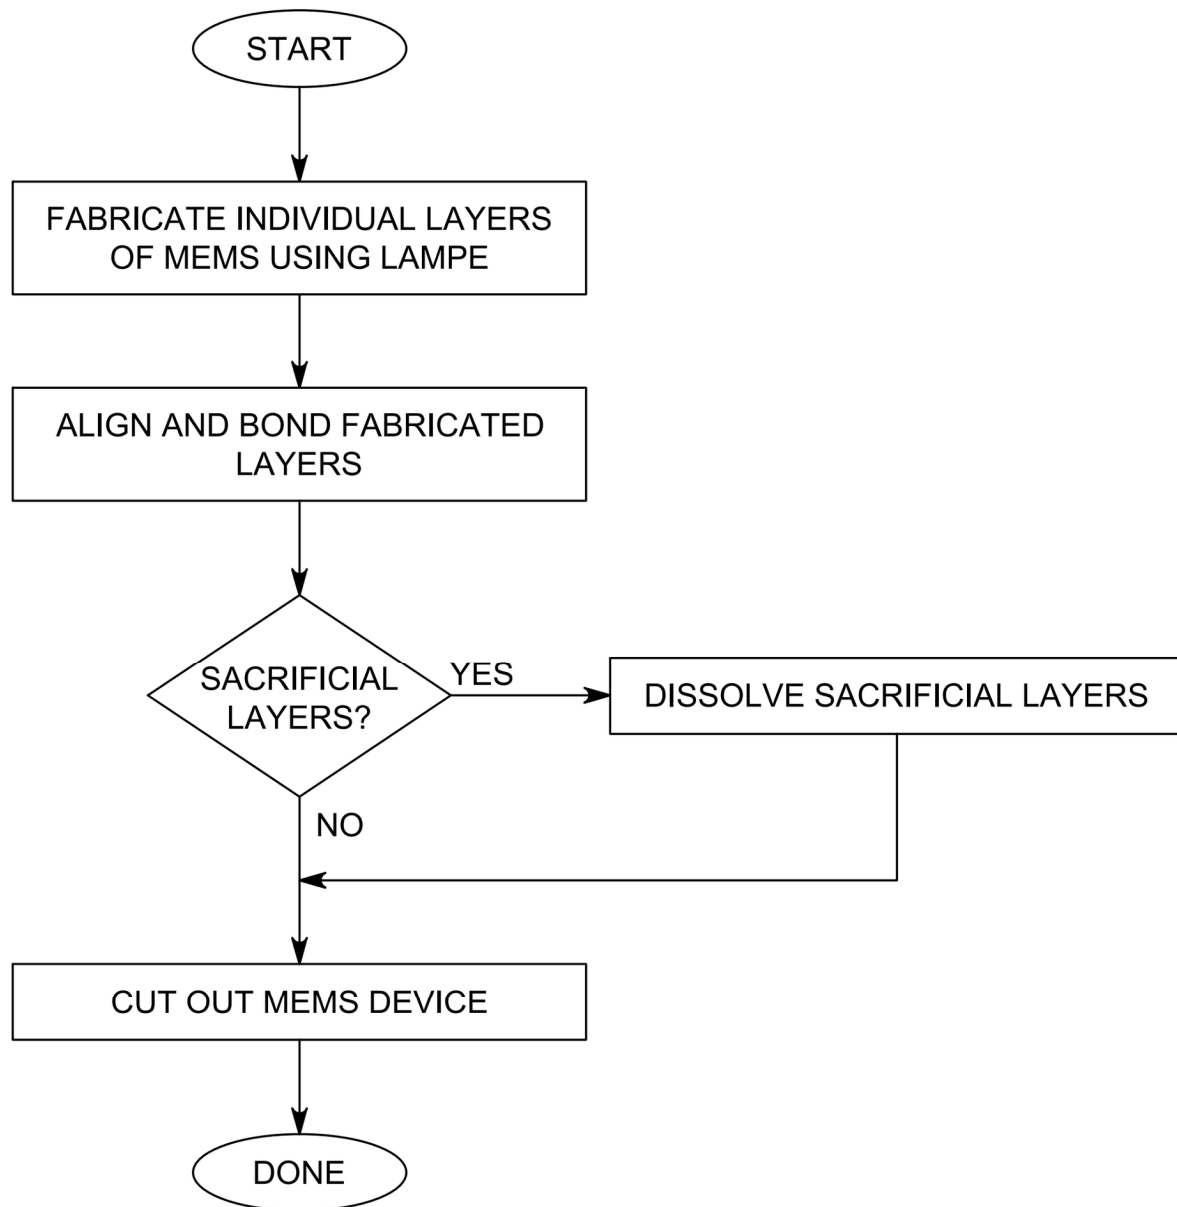 START
FABRICATE INDIVIDUAL LAYERS
OF MEMS USING LAMPE
ALIGN AND BOND FABRICATED
LAYERS
SACRIFICIAL
LAYERS?
YES
DISSOLVE SACRIFICIAL LAYERS
NO
CUT OUT MEMS DEVICE
DONE